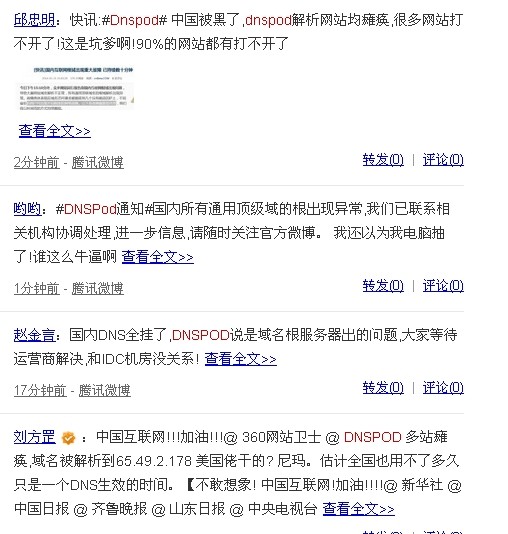 邱忠明：快讯:#Dnspod# 中国被黑了,dnspod解析网站均瘫痪,很多网站打
不开了!这是坑爹啊!90%的网站都有打不开了
查看全文>>
2分钟前 - 腾讯微博 转发(0) | 评论(0)
昀昀：#DNSPod通知#国内所有通用顶级域的根出现异常,我们已联系相
关机构协调处理,进一步信息,请随时关注官方微博。 我还以为我电脑抽
了!谁这么牛逼啊 查看全文>>
1分钟前 - 腾讯微博 转发(0) | 评论(0)
赵金言：国内DNS全挂了,DNSPOD说是域名根服务器出的问题,大家等待
运营商解决,和IDC机房没关系! 查看全文>>
17分钟前 - 腾讯微博 转发(0) | 评论(0)
刘方罡 ：中国互联网!!!加油!!!@ 360网站卫士 @ DNSPOD 多站瘫
痪,域名被解析到65.49.2.178 美国佬干的? 尼玛。估计全国也用不了多久
只是一个DNS生效的时间。【不敢想象! 中国互联网!加油!!!!@ 新华社 @
中国日报 @ 齐鲁晚报 @ 山东日报 @ 中央电视台 查看全文>>